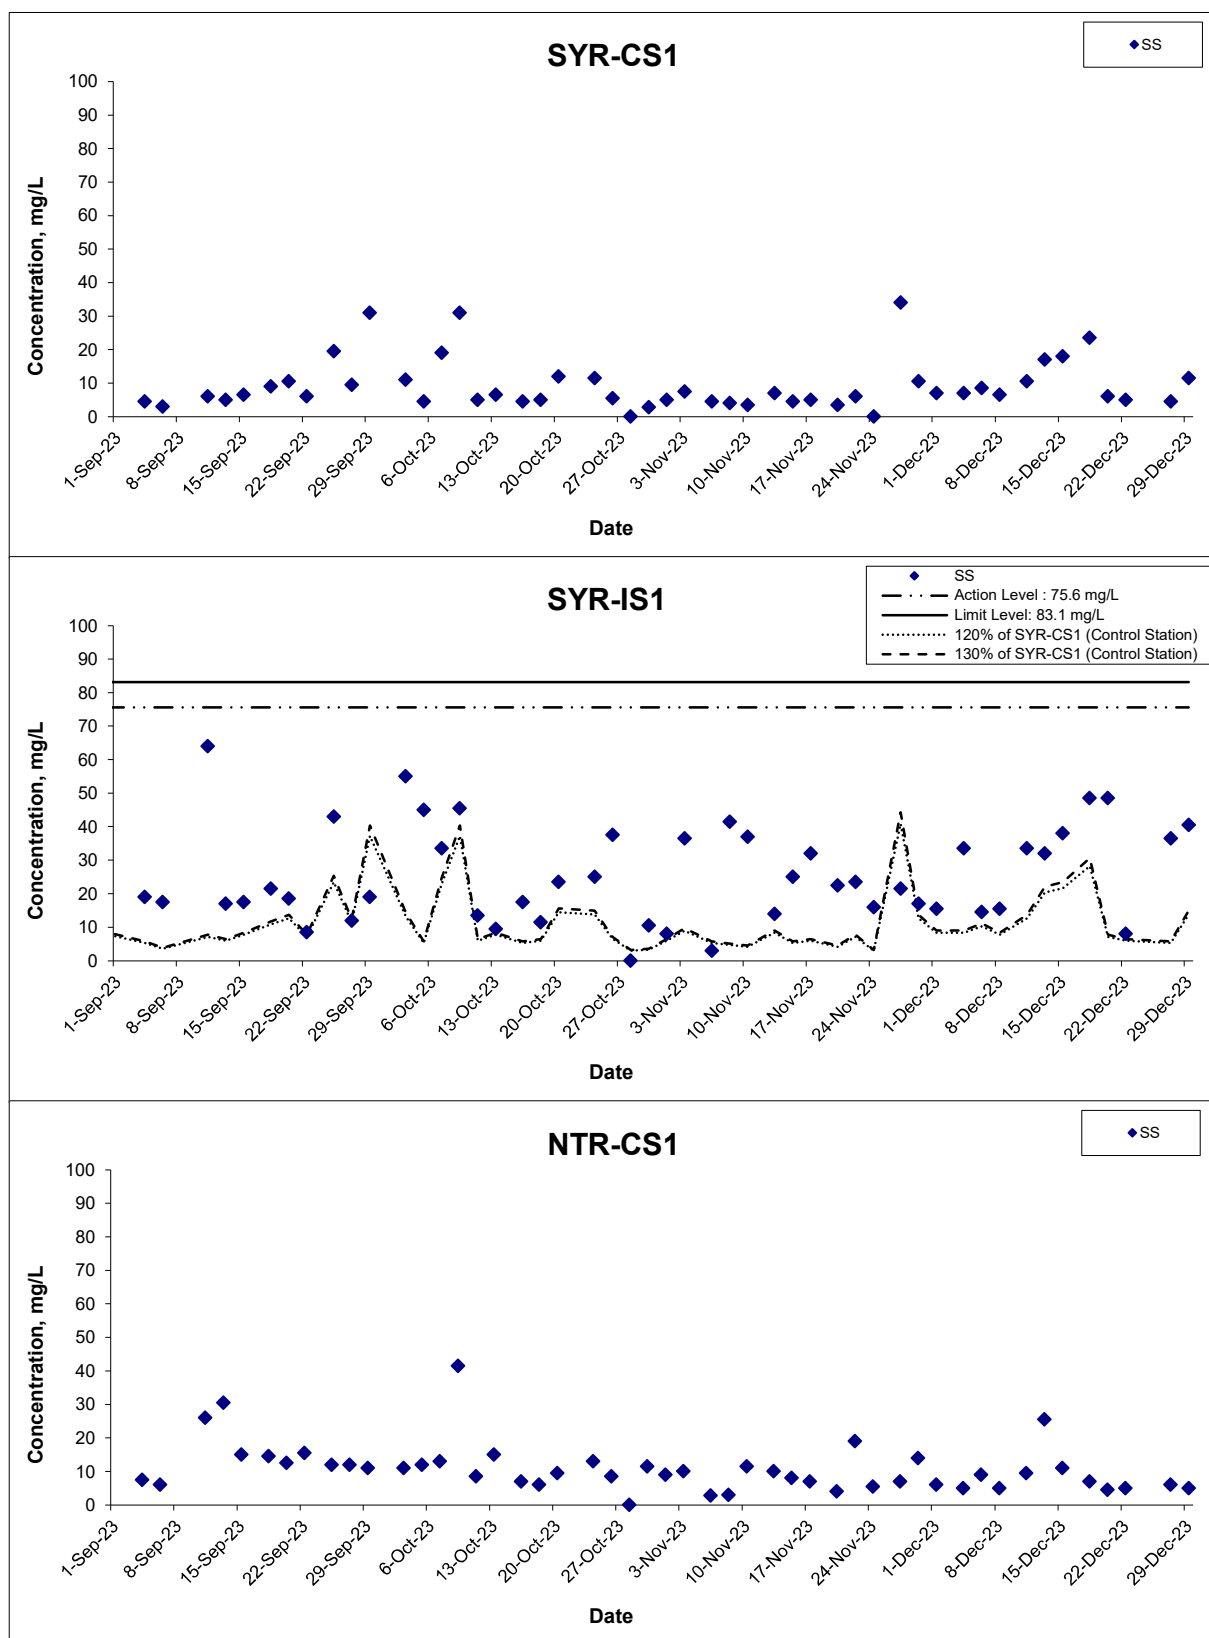 SYR-CS1
SS
Concentration, mg/L
100
90
80
70
60
50
40
30
20
10
0
1-Sep-23
8-Sep-23
15-Sep-23
22-Sep-23
29-Sep-23
6-Oct-23
13-Oct-23
20-Oct-23
27-Oct-23
3-Nov-23
10-Nov-23
17-Nov-23
24-Nov-23
1-Dec-23
8-Dec-23
15-Dec-23
22-Dec-23
29-Dec-23
Date
SYR-IS1
SS
Action Level : 75.6 mg/L
Limit Level: 83.1 mg/L
120% of SYR-CS1 (Control Station)
130% of SYR-CS1 (Control Station)
Concentration, mg/L
100
90
80
70
60
50
40
30
20
10
0
1-Sep-23
8-Sep-23
15-Sep-23
22-Sep-23
29-Sep-23
6-Oct-23
13-Oct-23
20-Oct-23
27-Oct-23
3-Nov-23
10-Nov-23
17-Nov-23
24-Nov-23
1-Dec-23
8-Dec-23
15-Dec-23
22-Dec-23
29-Dec-23
Date
NTR-CS1
SS
Concentration, mg/L
100
90
80
70
60
50
40
30
20
10
0
1-Sep-23
8-Sep-23
15-Sep-23
22-Sep-23
29-Sep-23
6-Oct-23
13-Oct-23
20-Oct-23
27-Oct-23
3-Nov-23
10-Nov-23
17-Nov-23
24-Nov-23
1-Dec-23
8-Dec-23
15-Dec-23
22-Dec-23
29-Dec-23
Date